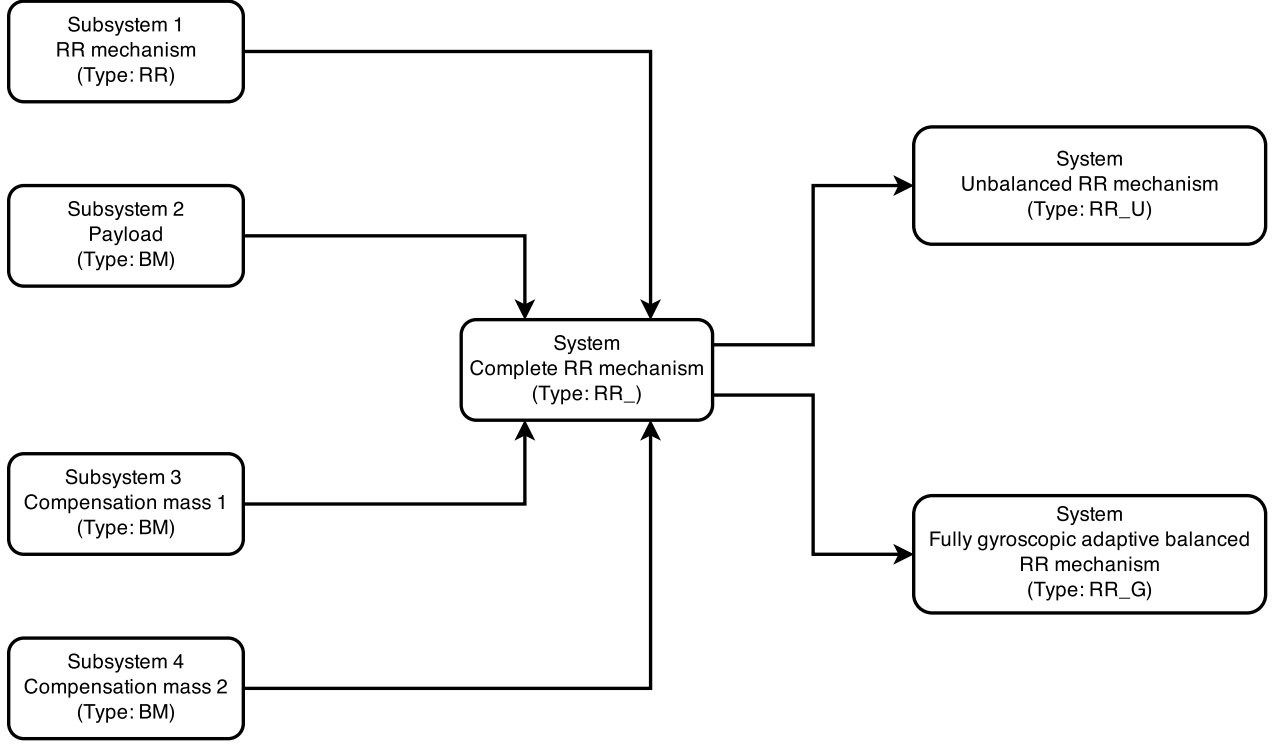 Subsystem 1
RR mechanism
(Type: RR)
Subsystem 2
Payload
(Type: BM)
Subsystem 3
Compensation mass 1
(Type: BM)
Subsystem 4
Compensation mass 2
(Type: BM)
System
Complete RR mechanism
(Type: RR_)
System
Unbalanced RR mechanism
(Type: RR_U)
System
Fully gyroscopic adaptive balanced
RR mechanism
(Type: RR_G)